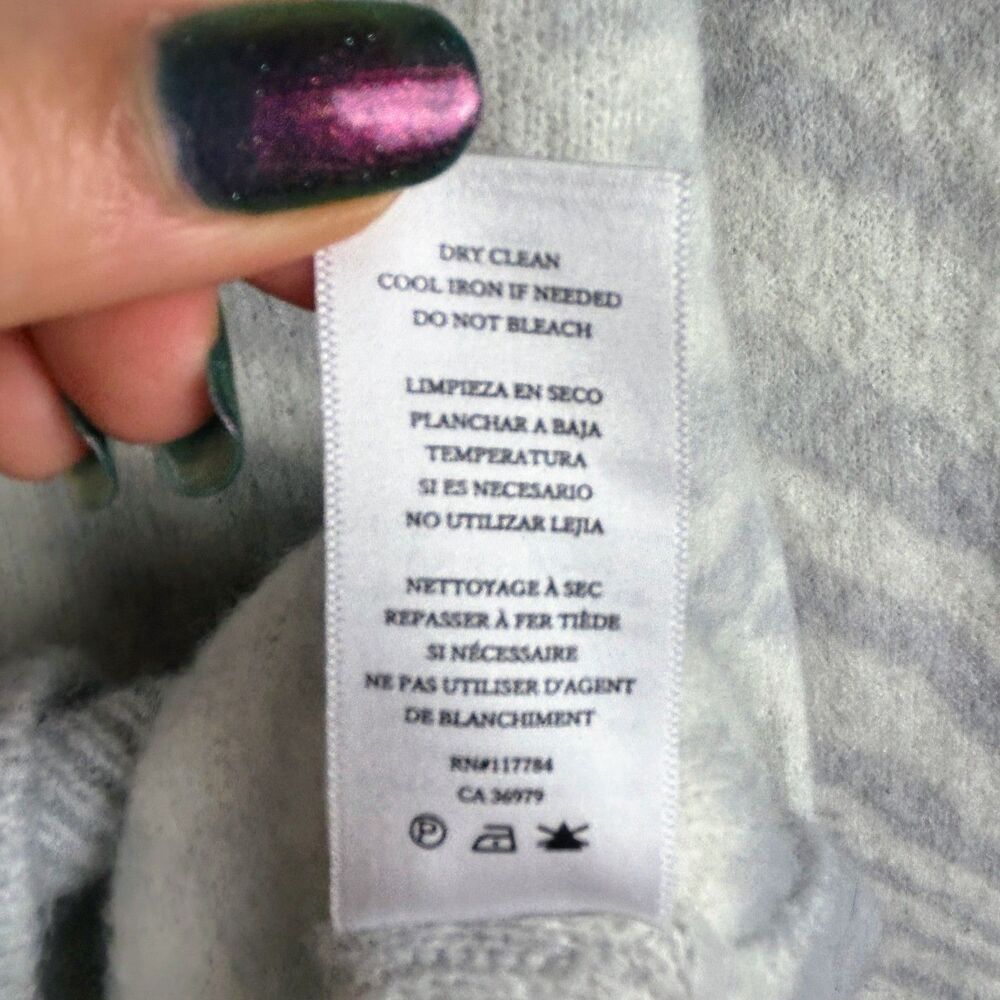 DRY CLEAN
COOL IRON IF NEEDED
DO NOT BLEACH
LIMPIEZA EN SECO
PLANCHAR A BAJA
TEMPERATURA
SI ES NECESARIO
NO UTILIZAR LEJIA
NETTOYAGE À SEC
REPASSER À FER TIÈDE
SI NÉCESSAIRE
NE PAS UTILISER D'AGENT
DE BLANCHIMENT
RN#117784
CA 36979
P